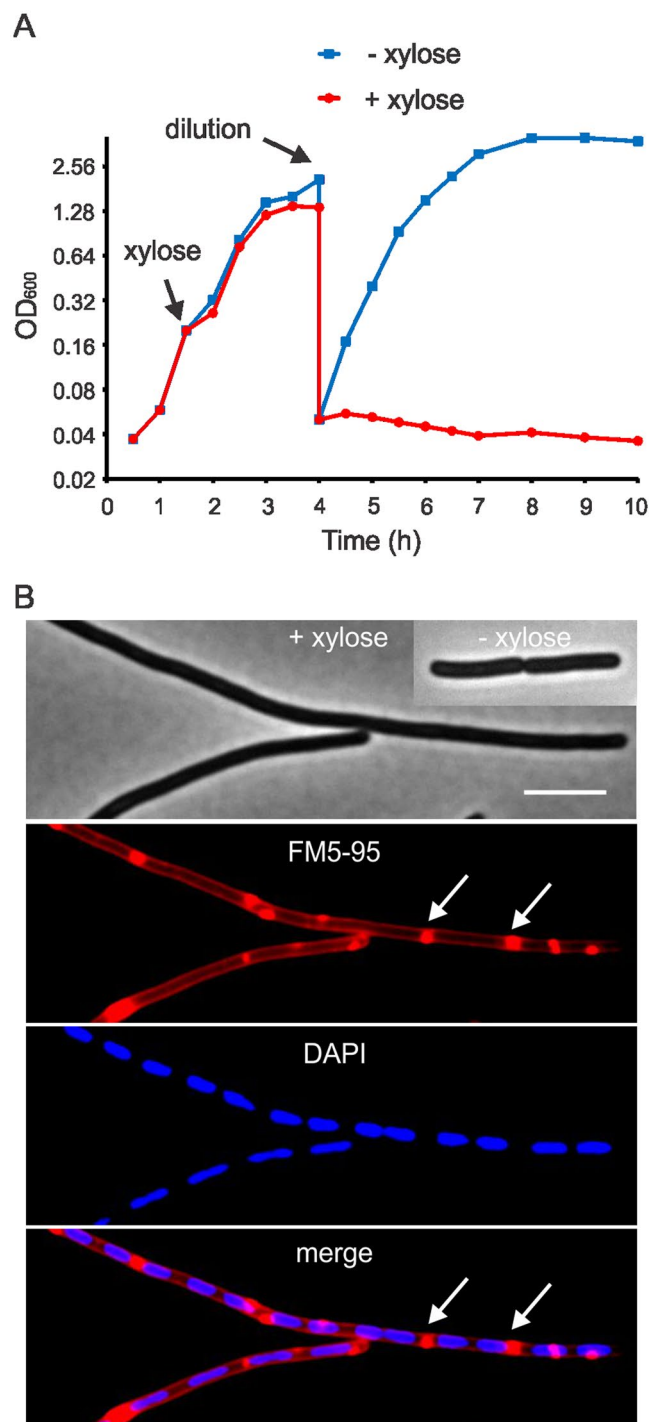 A
- xylose
+ xylose
dilution
xylose
OD600
2.56
1.28
0.64
0.32
0.16
0.08
0.04
0.02
0 1 2 3 4 5 6 7 8 9 10
Time (h)
B
+ xylose
- xylose
FM5-95
DAPI
merge